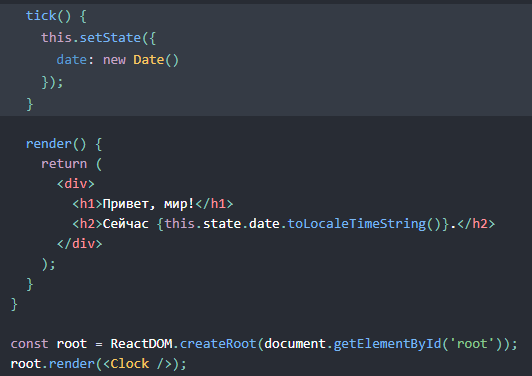 tick() {
this.setState({
date: new Date()
});
}
render() {
return (
<div>
<h1>Привет, мир!</h1>
<h2>Сейчас {this.state.date.toLocaleTimeString()}.</h2>
</div>
);
}
}
const root = ReactDOM.createRoot(document.getElementById('root'));
root.render(<Clock />);